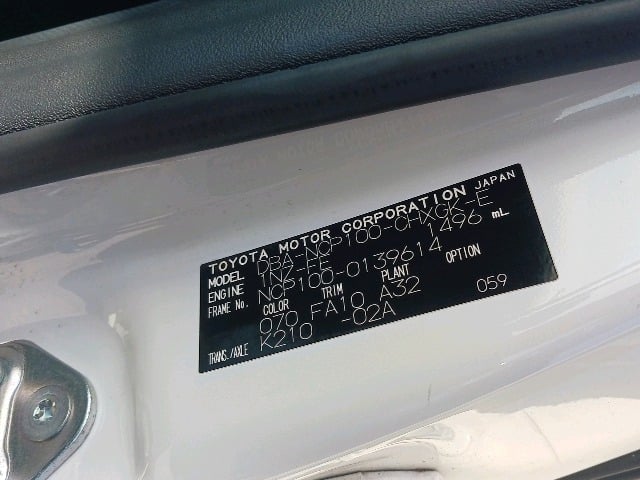 TOYOTA MOTOR CORPORATION JAPAN
MODEL DBA-NCP100-CHXGK-E
ENGINE 1NZ-FE 1496 mL
FRAME No. NCP100-0139614
COLOR TRIM PLANT OPTION
070 FA10 A32 059
TRANS./AXLE K210 -02A